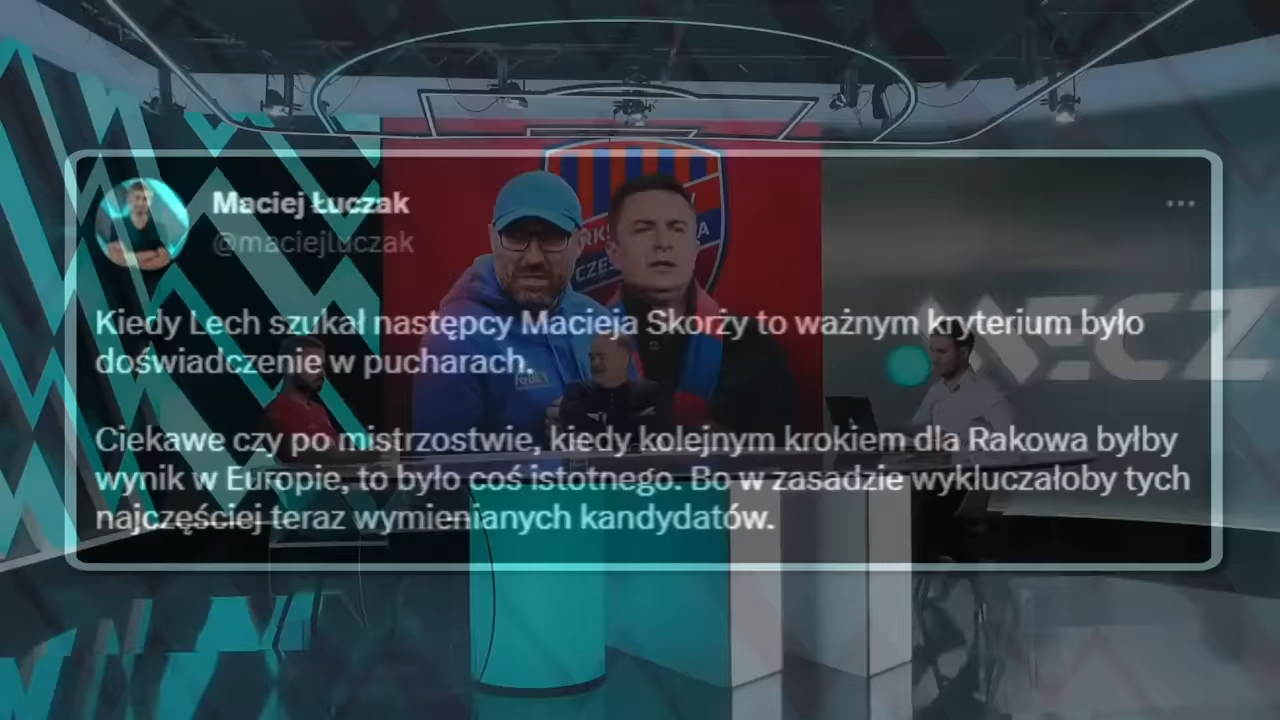 Maciej Łuczak
@maciejluczak
Kiedy Lech szukał następcy Macieja Skorży to ważnym kryterium było
doświadczenie w pucharach.
Ciekawe czy po mistrzostwie, kiedy kolejnym krokiem dla Rakowa byłby
wynik w Europie, to było coś istotnego. Bo w zasadzie wykluczałoby tych
najczęściej teraz wymienianych kandydatów.